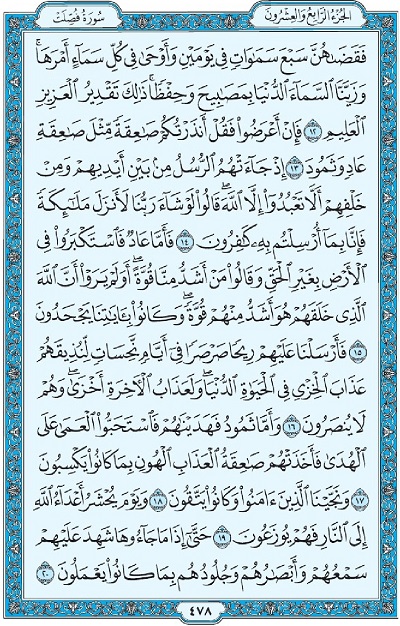 الجزء الرابع والعشرون
سورة فصلت
فَقَضَىٰهُنَّ سَبْعَ سَمَٰوَاتٍ فِي يَوْمَيْنِ وَأَوْحَىٰ فِي كُلِّ سَمَآءٍ أَمْرَهَاۚ
وَزَيَّنَّا ٱلسَّمَآءَ ٱلدُّنْيَا بِمَصَٰبِيحَ وَحِفْظٗاۚ ذَٰلِكَ تَقْدِيرُ ٱلْعَزِيزِ
ٱلْعَلِيمِ ١٢ فَإِنْ أَعْرَضُوا۟ فَقُلْ أَنذَرْتُكُمْ صَٰعِقَةٗ مِّثْلَ صَٰعِقَةِ
عَادٖ وَثَمُودَ ١٣ إِذْ جَآءَتْهُمُ ٱلرُّسُلُ مِنۢ بَيْنِ أَيْدِيهِمْ وَمِنْ
خَلْفِهِمْ أَلَّا تَعْبُدُوٓا۟ إِلَّا ٱللَّهَۖ قَالُوا۟ لَوْ شَآءَ رَبُّنَا لَأَنزَلَ مَلَٰٓئِكَةٗ
فَإِنَّا بِمَآ أُرْسِلْتُم بِهِۦ كَٰفِرُونَ ١٤ فَأَمَّا عَادٞ فَٱسْتَكْبَرُوا۟ فِي
ٱلْأَرْضِ بِغَيْرِ ٱلْحَقِّ وَقَالُوا۟ مَنْ أَشَدُّ مِنَّا قُوَّةًۖ أَوَلَمْ يَرَوْا۟ أَنَّ ٱللَّهَ
ٱلَّذِي خَلَقَهُمْ هُوَ أَشَدُّ مِنْهُمْ قُوَّةٗۖ وَكَانُوا۟ بِـَٔايَٰتِنَا يَجْحَدُونَ
١٥ فَأَرْسَلْنَا عَلَيْهِمْ رِيحٗا صَرْصَرٗا فِيٓ أَيَّامٖ نَّحِسَاتٖ لِّنُذِيقَهُمْ
عَذَابَ ٱلْخِزْيِ فِي ٱلْحَيَوٰةِ ٱلدُّنْيَاۖ وَلَعَذَابُ ٱلْـَٔاخِرَةِ أَخْزَىٰۖ وَهُمْ
لَا يُنصَرُونَ ١٦ وَأَمَّا ثَمُودُ فَهَدَيْنَٰهُمْ فَٱسْتَحَبُّوا۟ ٱلْعَمَىٰ عَلَى
ٱلْهُدَىٰ فَأَخَذَتْهُمْ صَٰعِقَةُ ٱلْعَذَابِ ٱلْهُونِ بِمَا كَانُوا۟ يَكْسِبُونَ
١٧ وَنَجَّيْنَا ٱلَّذِينَ ءَامَنُوا۟ وَكَانُوا۟ يَتَّقُونَ ١٨ وَيَوْمَ يُحْشَرُ أَعْدَآءُ ٱللَّهِ
إِلَى ٱلنَّارِ فَهُمْ يُوزَعُونَ ١٩ حَتَّىٰٓ إِذَا مَا جَآءُوهَا شَهِدَ عَلَيْهِمْ
سَمْعُهُمْ وَأَبْصَٰرُهُمْ وَجُلُودُهُم بِمَا كَانُوا۟ يَعْمَلُونَ ٢٠
٤٧٨